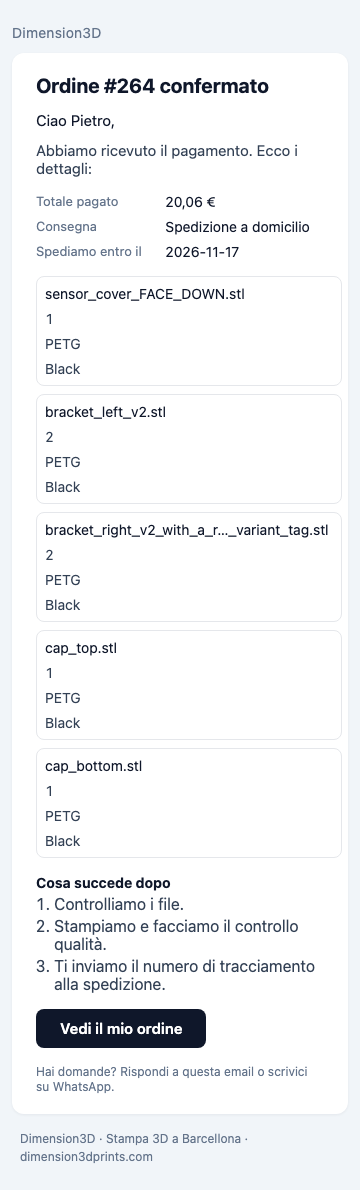 Dimension3D
Ordine #264 confermato
Ciao Pietro,
Abbiamo ricevuto il pagamento. Ecco i
dettagli:
Totale pagato 20,06 €
Consegna Spedizione a domicilio
Spediamo entro il 2026-11-17
sensor_cover_FACE_DOWN.stl
1
PETG
Black
bracket_left_v2.stl
2
PETG
Black
bracket_right_v2_with_a_r…_variant_tag.stl
2
PETG
Black
cap_top.stl
1
PETG
Black
cap_bottom.stl
1
PETG
Black
Cosa succede dopo
1. Controlliamo i file.
2. Stampiamo e facciamo il controllo
qualità.
3. Ti inviamo il numero di tracciamento
alla spedizione.
Vedi il mio ordine
Hai domande? Rispondi a questa email o scrivici
su WhatsApp.
Dimension3D · Stampa 3D a Barcellona ·
dimension3dprints.com